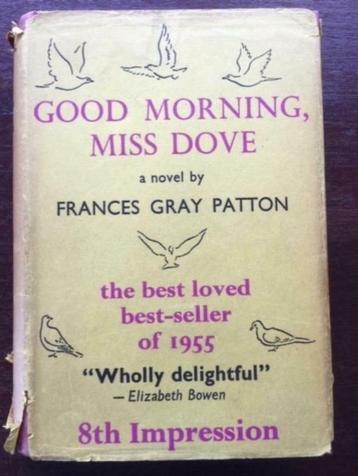 GOOD MORNING,
MISS DOVE
a novel by
FRANCES GRAY PATTON
the best loved
best-seller
of 1955
"Wholly delightful"
— Elizabeth Bowen
8th Impression